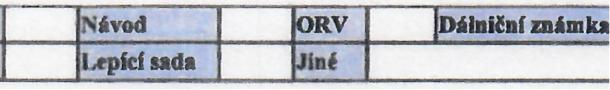 Návod ORV Dálniční známka
Lepící sada Jiné